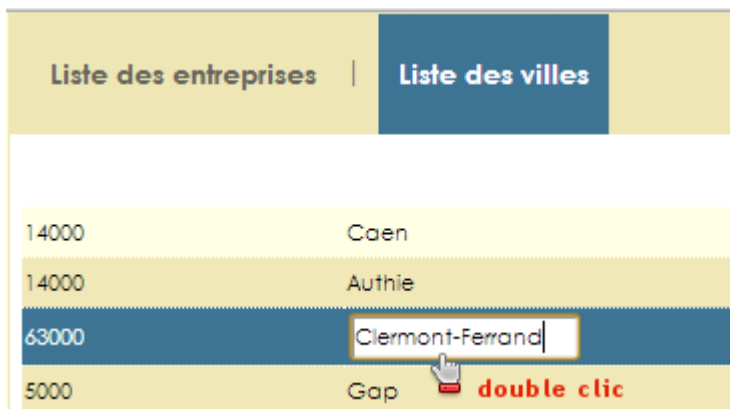 Liste des entreprises | Liste des villes
14000 Caen
14000 Authie
63000 Clermont-Ferrand
5000 Gap double clic